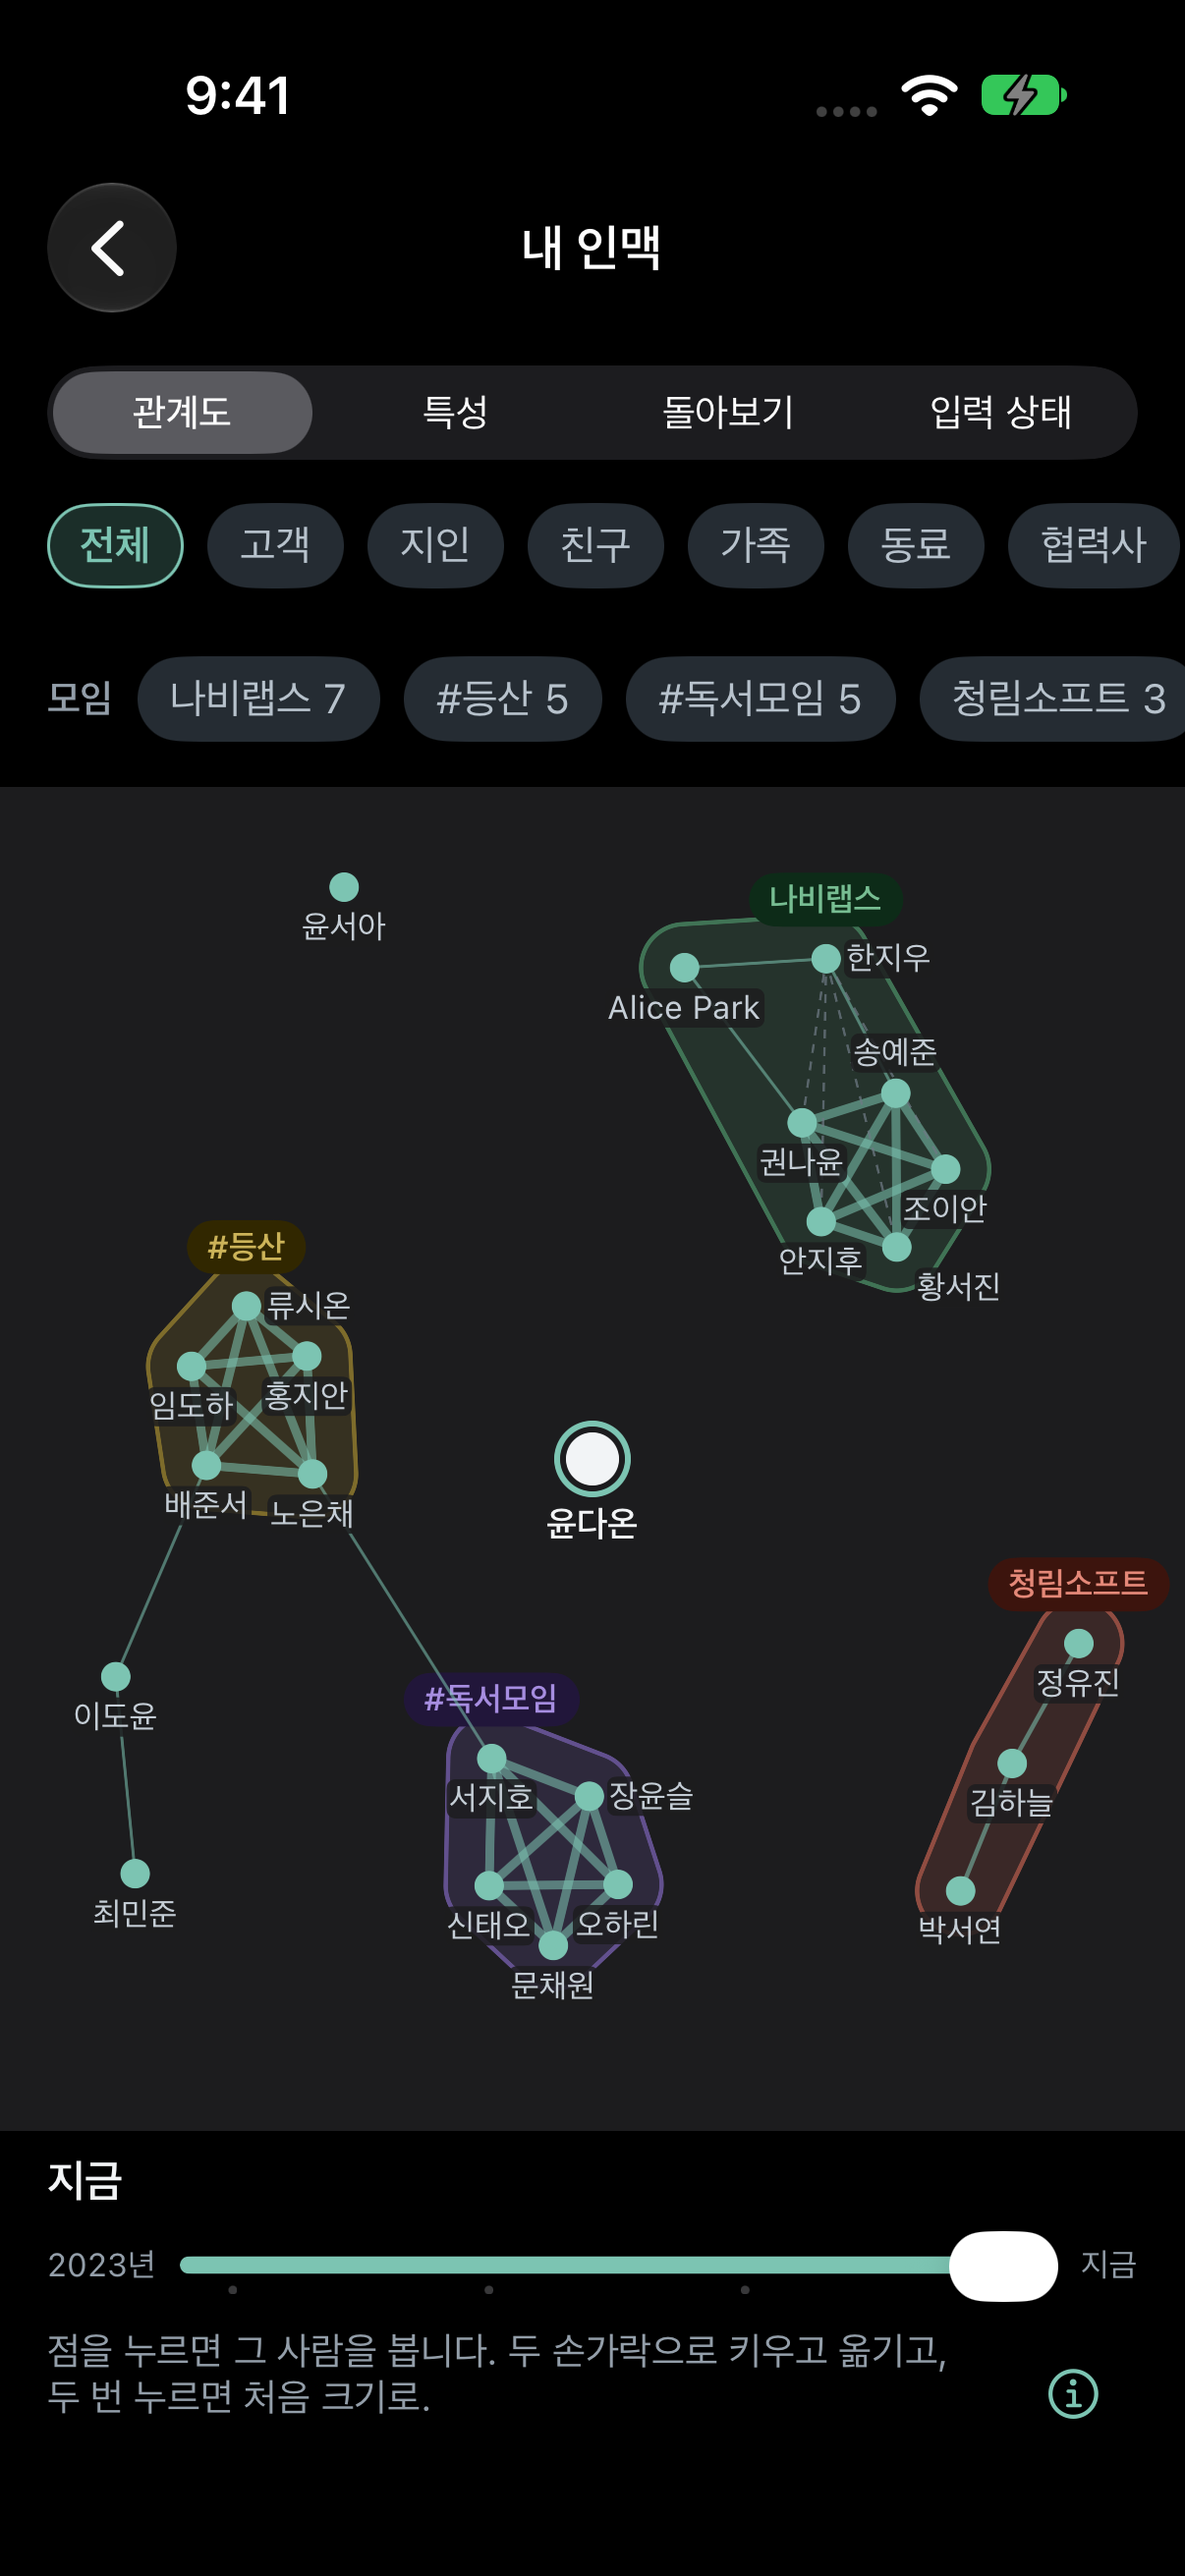 9:41
내 인맥
관계도 특성 돌아보기 입력 상태
전체 고객 지인 친구 가족 동료 협력사
모임 나비랩스 7 #등산 5 #독서모임 5 청림소프트 3
윤서아
나비랩스
한지우
Alice Park
송예준
권나윤
조이안
안지후
황서진
#등산
류시온
임도하
홍지안
배준서
노은채
윤다온
청림소프트
정유진
이도윤
#독서모임
서지호
장윤슬
김하늘
최민준
신태오
오하린
박서연
문채원
지금
2023년 지금
점을 누르면 그 사람을 봅니다. 두 손가락으로 키우고 옮기고,
두 번 누르면 처음 크기로.